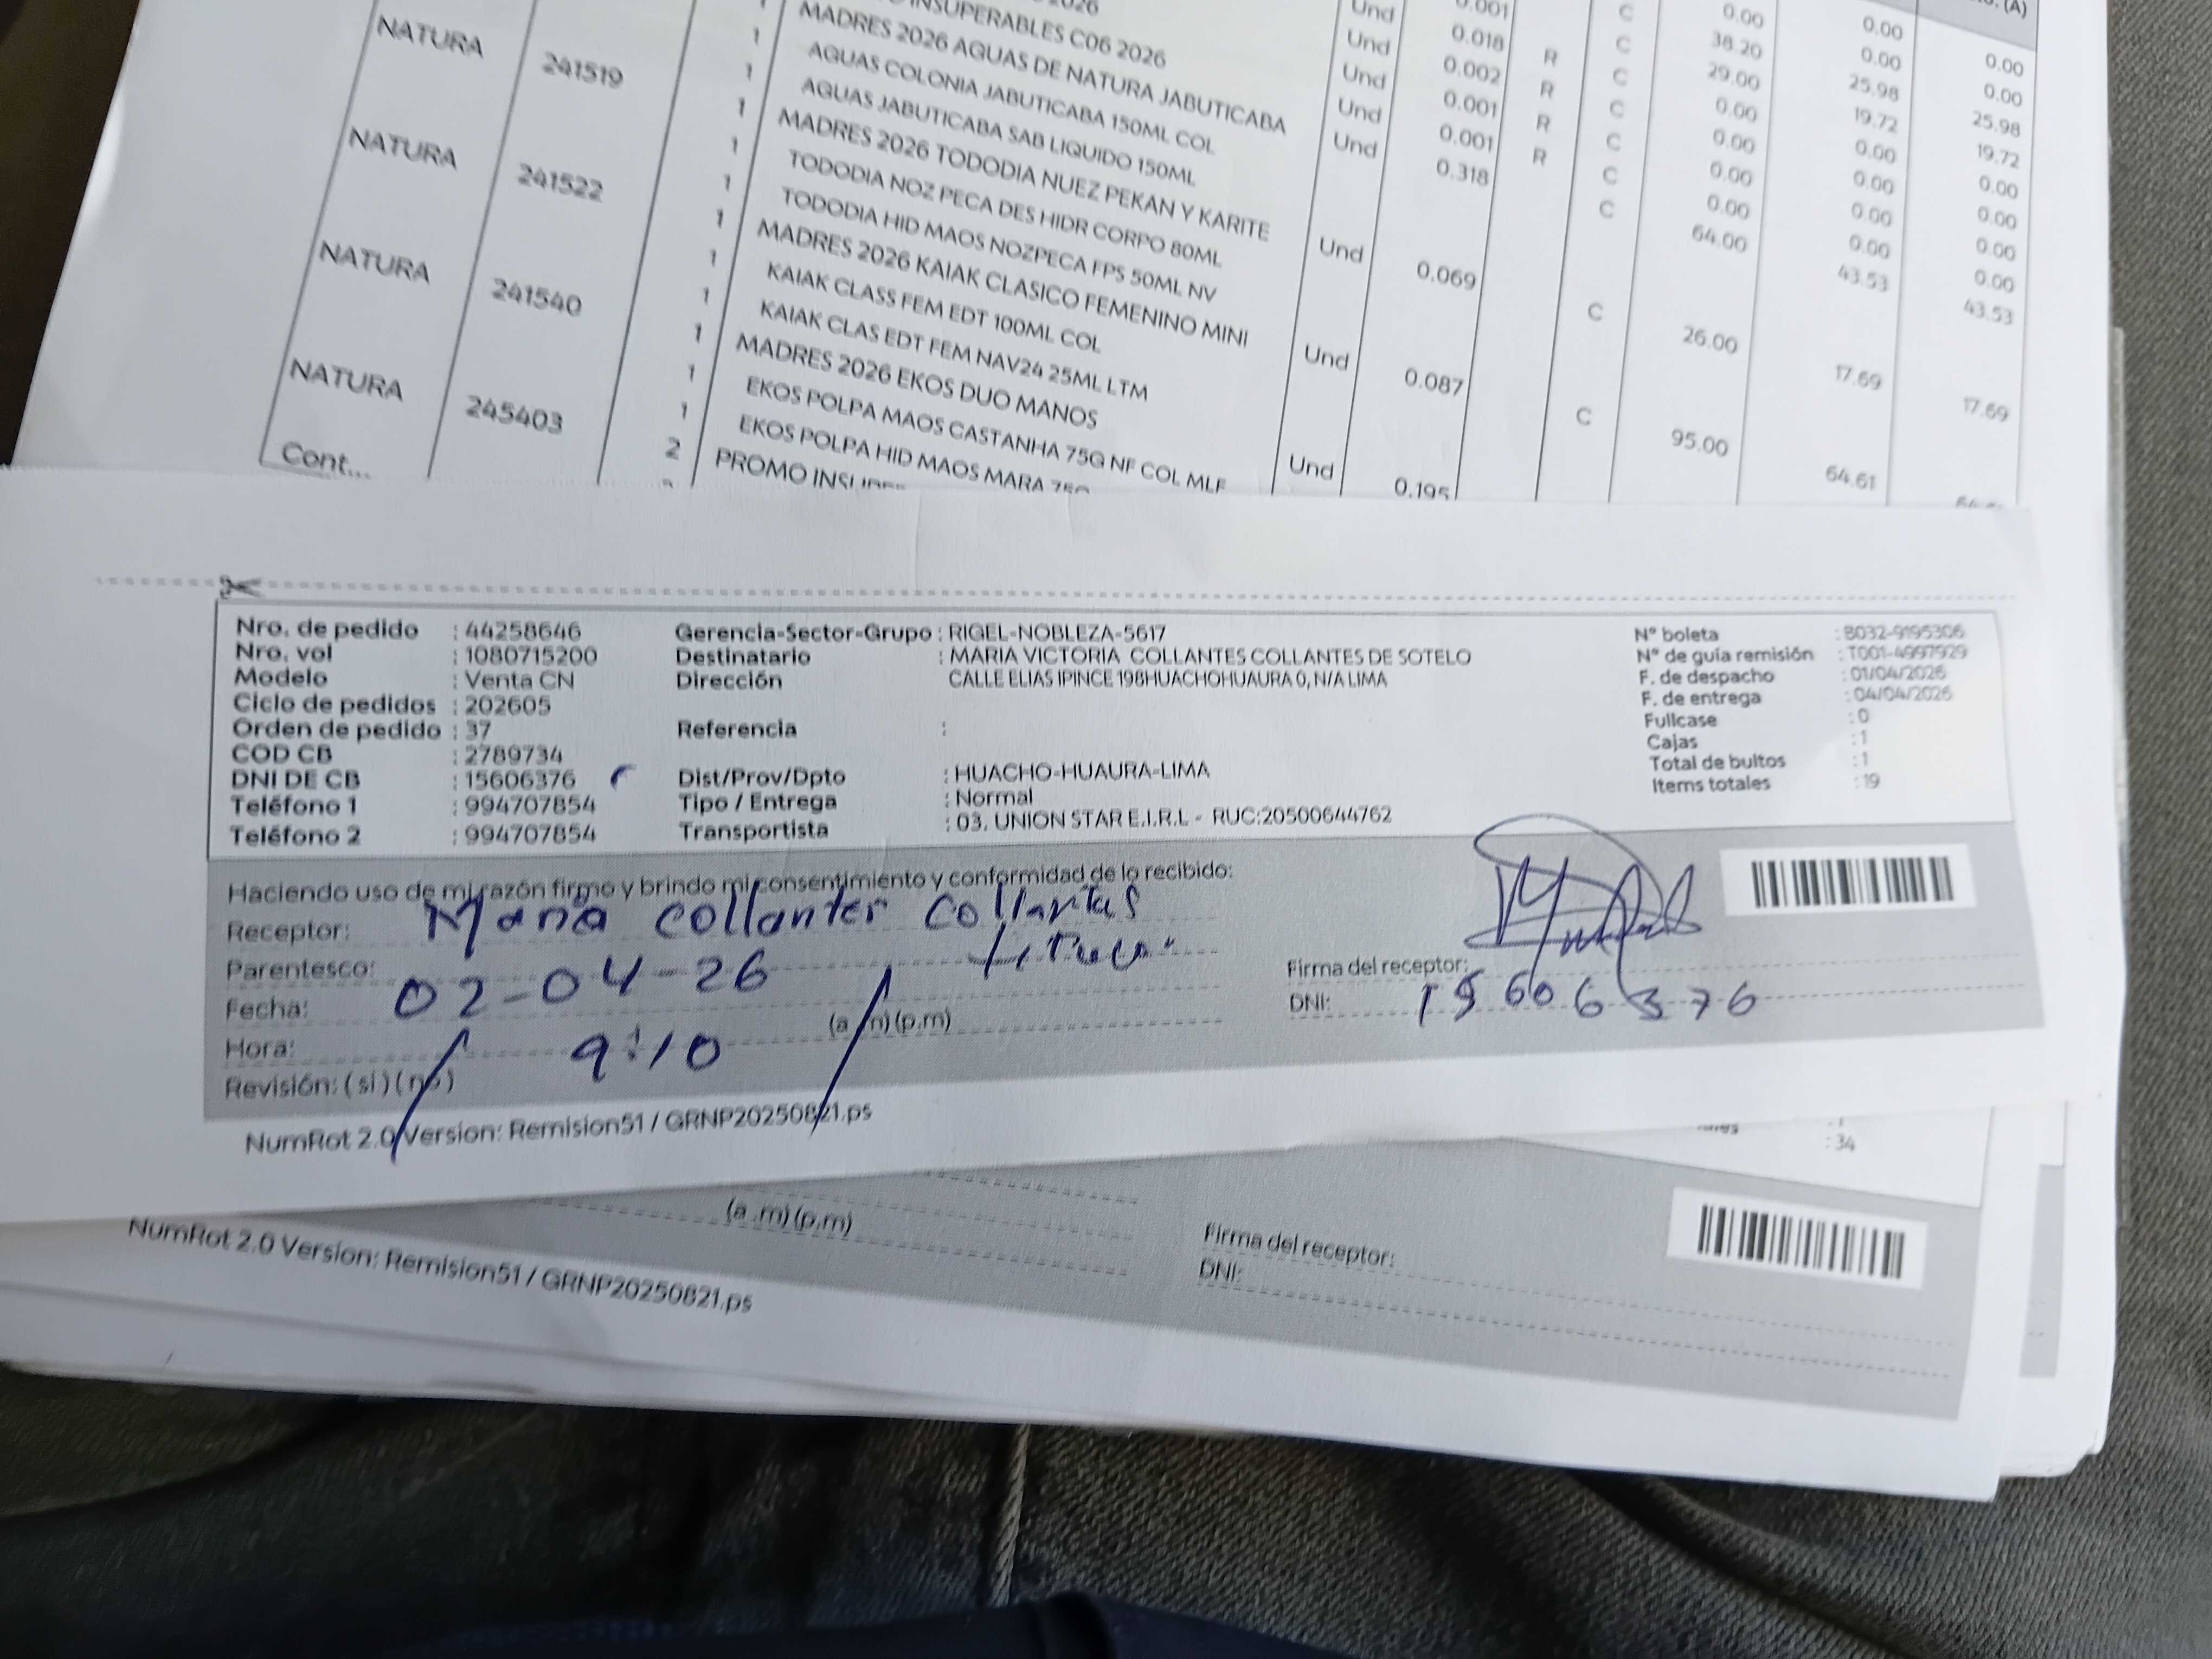 2026
INSUPERABLES C06 2026
MADRES 2026 AGUAS DE NATURA JABUTICABA
AGUAS COLONIA JABUTICABA 150ML COL
AGUAS JABUTICABA SAB LIQUIDO 150ML
MADRES 2026 TODODIA NUEZ PEKAN Y KARITE
TODODIA NOZ PECA DES HIDR CORPO 80ML
TODODIA HID MAOS NOZPECA FPS 50ML NV
MADRES 2026 KAIAK CLASICO FEMENINO MINI
KAIAK CLASS FEM EDT 100ML COL
KAIAK CLAS EDT FEM NAV24 25ML LTM
MADRES 2026 EKOS DUO MANOS
EKOS POLPA MAOS CASTANHA 75G NF COL MLF
EKOS POLPA HID MAOS MARA 75G
PROMO
NATURA 241519
NATURA 241522
NATURA 241540
NATURA 245403
Cont...
1
1
1
1
1
1
1
1
1
1
1
1
2
Und 0.001 C 0.00 0.00 0.00
Und 0.018 R C 38.20 0.00 0.00
Und 0.002 R C 29.00 25.98 25.98
Und 0.001 R C 0.00 19.72 19.72
Und 0.001 R C 0.00 0.00 0.00
0.318 C 0.00 0.00 0.00
0.00 0.00 0.00
Und 0.069 C 64.00 43.53 43.53
Und 0.087 C 26.00 17.69 17.69
Und 0.195 95.00 64.61
Nro. de pedido : 44258646 Gerencia-Sector-Grupo : RIGEL-NOBLEZA-5617 N° boleta : B032-9195306
Nro. vol : 1080715200 Destinatario : MARIA VICTORIA COLLANTES COLLANTES DE SOTELO N° de guía remisión : T001-4997929
Modelo : Venta CN Dirección CALLE ELIAS IPINCE 198HUACHOHUAURA 0, N/A LIMA F. de despacho : 01/04/2026
Ciclo de pedidos : 202605 F. de entrega : 04/04/2026
Orden de pedido : 37 Referencia : Fullcase : 0
COD CB : 2789734 Cajas : 1
DNI DE CB : 15606376 Dist/Prov/Dpto : HUACHO-HUAURA-LIMA Total de bultos : 1
Teléfono 1 : 994707854 Tipo / Entrega : Normal Items totales : 19
Teléfono 2 : 994707854 Transportista : 03. UNION STAR E.I.R.L - RUC:20500644762
Haciendo uso de mi razón firmo y brindo mi consentimiento y conformidad de lo recibido:
Receptor: Maria Collantes Collantes
Parentesco:
Fecha: 02-04-26
Hora: 9:10 (a.m) (p.m)
Revisión: (si) (no)
Firma del receptor:
DNI: 15606376
NumRot 2.0 Version: Remision51 / GRNP20250821.ps
: 34
(a.m) (p.m)
Firma del receptor:
DNI:
NumRot 2.0 Version: Remision51 / GRNP20250821.ps